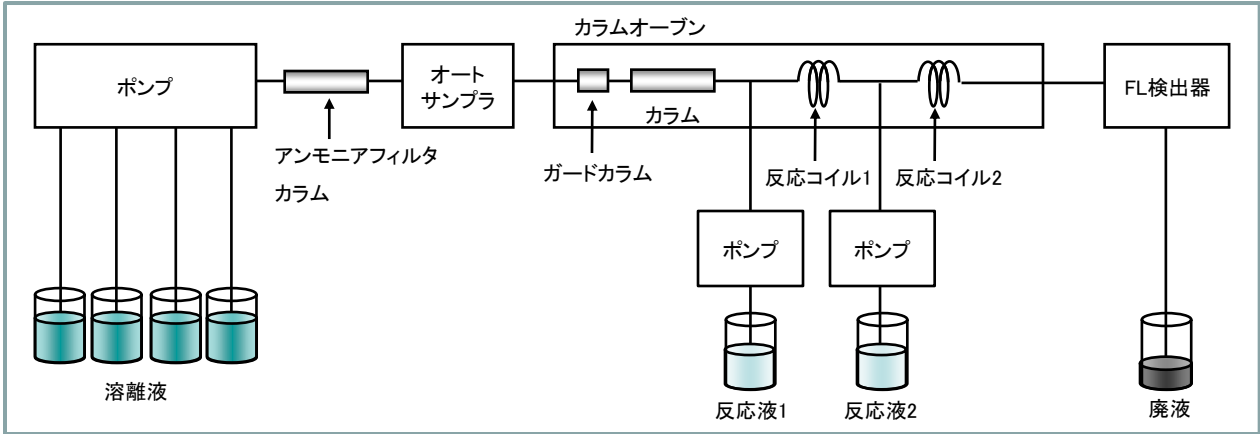 カラムオーブン
ポンプ
オート
サンプラ
FL検出器
カラム
アンモニアフィルタ
カラム
ガードカラム
反応コイル1
反応コイル2
ポンプ
ポンプ
溶離液
反応液1
反応液2
廃液